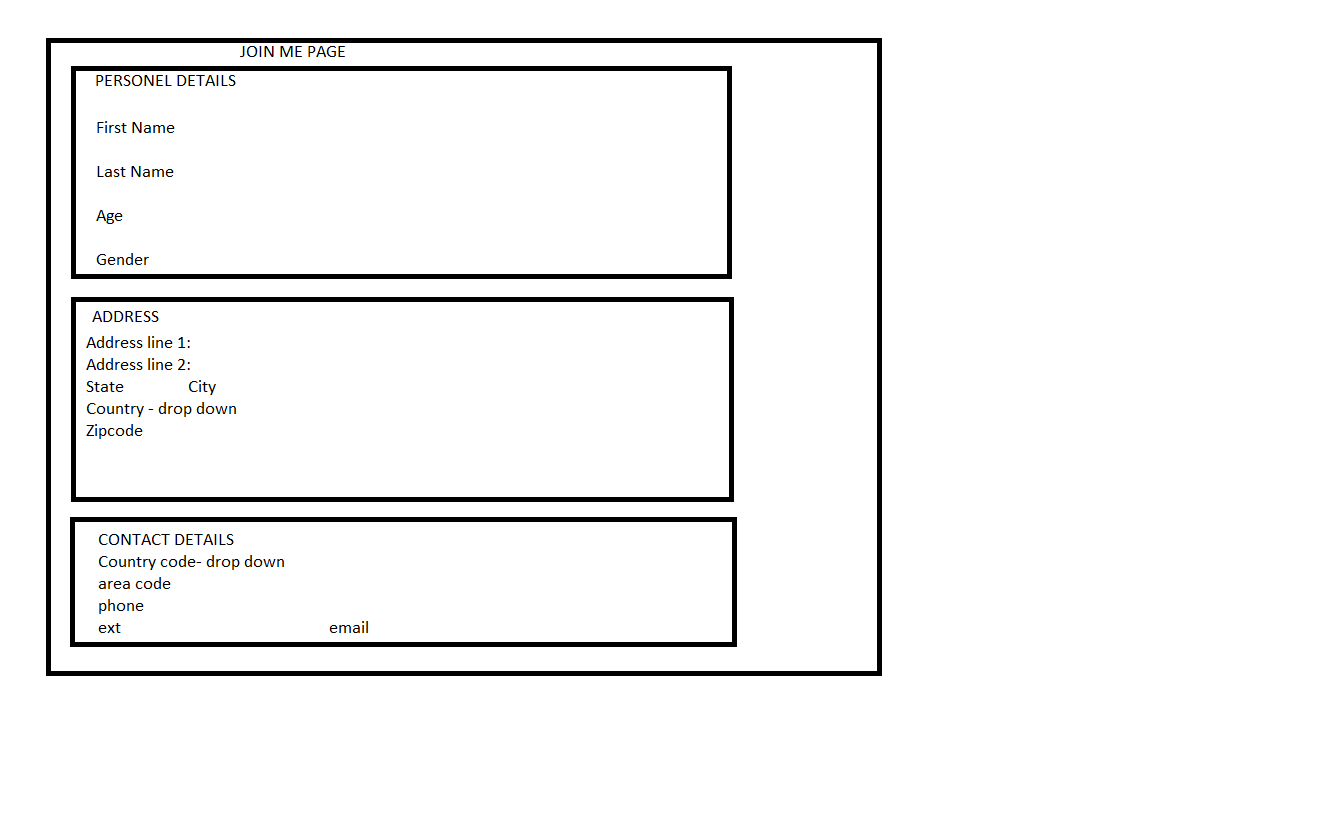 JOIN ME PAGE
PERSONEL DETAILS
First Name
Last Name
Age
Gender
ADDRESS
Address line 1:
Address line 2:
State City
Country - drop down
Zipcode
CONTACT DETAILS
Country code- drop down
area code
phone
ext email